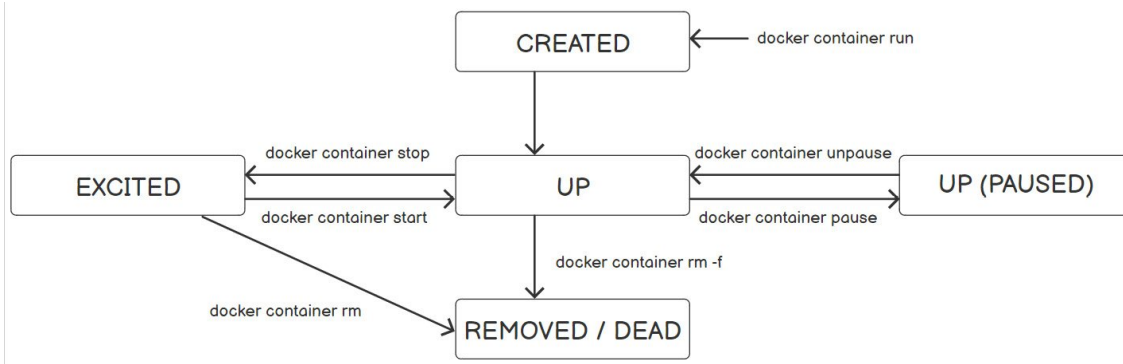 CREATED
docker container run
docker container stop
docker container unpause
EXCITED
UP
UP (PAUSED)
docker container start
docker container pause
docker container rm -f
docker container rm
REMOVED / DEAD